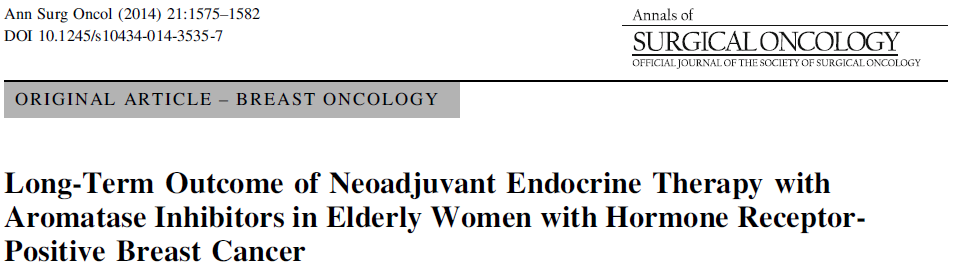 Ann Surg Oncol (2014) 21:1575–1582
DOI 10.1245/s10434-014-3535-7
Annals of
SURGICAL ONCOLOGY
OFFICIAL JOURNAL OF THE SOCIETY OF SURGICAL ONCOLOGY
ORIGINAL ARTICLE – BREAST ONCOLOGY
Long-Term Outcome of Neoadjuvant Endocrine Therapy with
Aromatase Inhibitors in Elderly Women with Hormone Receptor-
Positive Breast Cancer